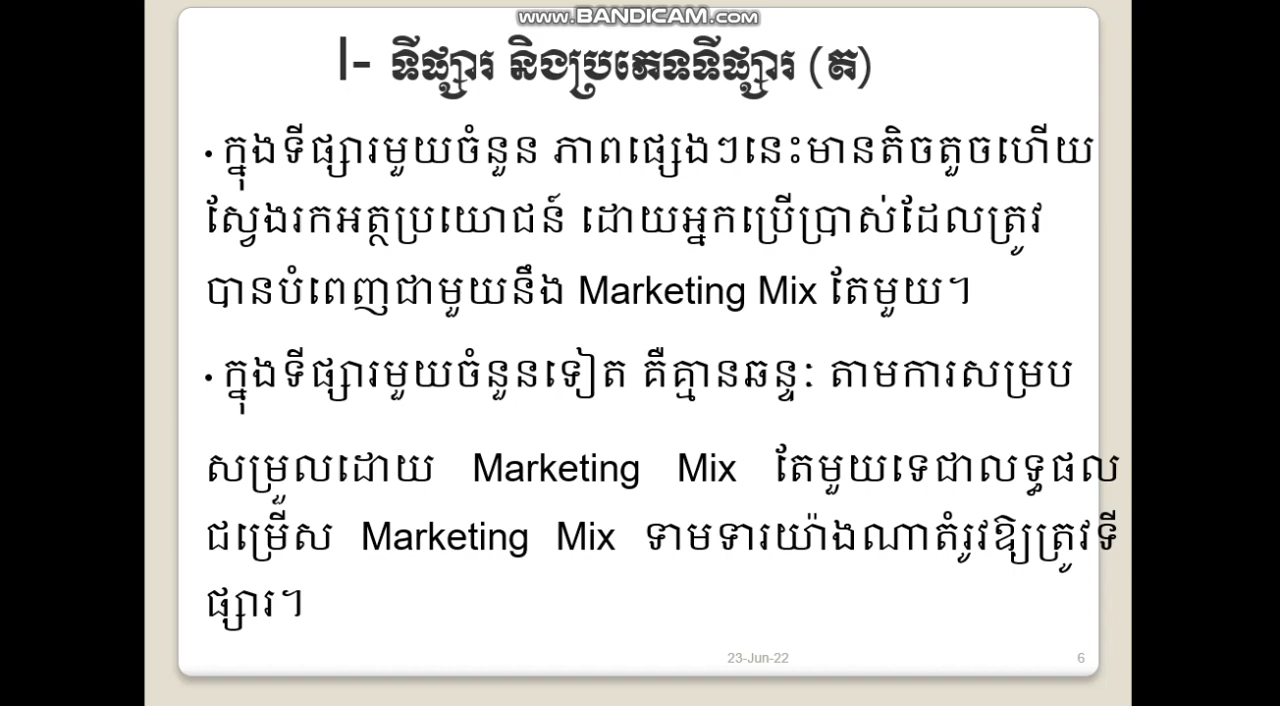 www.BANDICAM.com
I- ទីផ្សារ និងប្រភេទទីផ្សារ (ត)
• ក្នុងទីផ្សារមួយចំនួន ភាពផ្សេងៗនេះមានតិចតួចហើយ
ស្វែងរកអត្ថប្រយោជន៍ ដោយអ្នកប្រើប្រាស់ដែលត្រូវ
បានបំពេញជាមួយនឹង Marketing Mix តែមួយ។
• ក្នុងទីផ្សារមួយចំនួនទៀត គឺគ្មានឆន្ទៈ តាមការសម្រប
សម្រួលដោយ Marketing Mix តែមួយទេជាលទ្ធផល
ជម្រើស Marketing Mix ទាមទារយ៉ាងណាតំរូវឱ្យត្រូវទី
ផ្សារ។
23-Jun-22 6